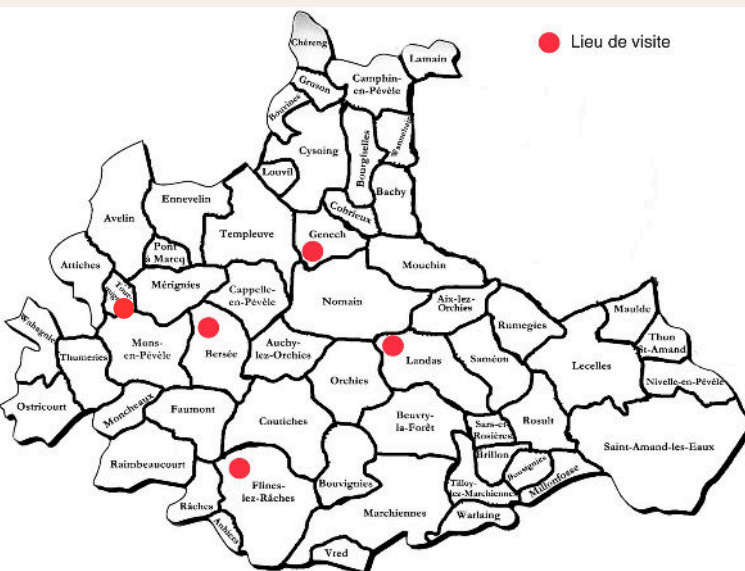 Lieu de visite
Chéreng
Lamain
Gruson
Camphin-
en-Pévèle
Bouvines
Cysoing
Bourghelles
Wannehain
Louvil
Bachy
Ennevelin
Cobrieux
Avelin
Templeuve
Genech
Pont
à Marcq
Attiches
Mouchin
Mérignies
Cappelle-
en-Pévèle
Nomain
Aix-lez-
Orchies
Maulde
Wahagnies
Rumegies
Thun
St-Amand
Mons-
en-Pévèle
Bersée
Auchy-
lez-Orchies
Thumeries
Landas
Saméon
Lecelles
Nivelle-en-Pévèle
Orchies
Ostricourt
Moncheaux
Faumont
Coutiches
Beuvry-
la-Forêt
Sars-et-
Rosières
Rosult
Saint-Amand-les-Eaux
Raimbeaucourt
Brillon
Bousignies
Millonfosse
Flines-
lez-Râches
Bouvignies
Tilloy-
lez-Marchiennes
Râches
Marchiennes
Warlaing
Anhiers
Vred